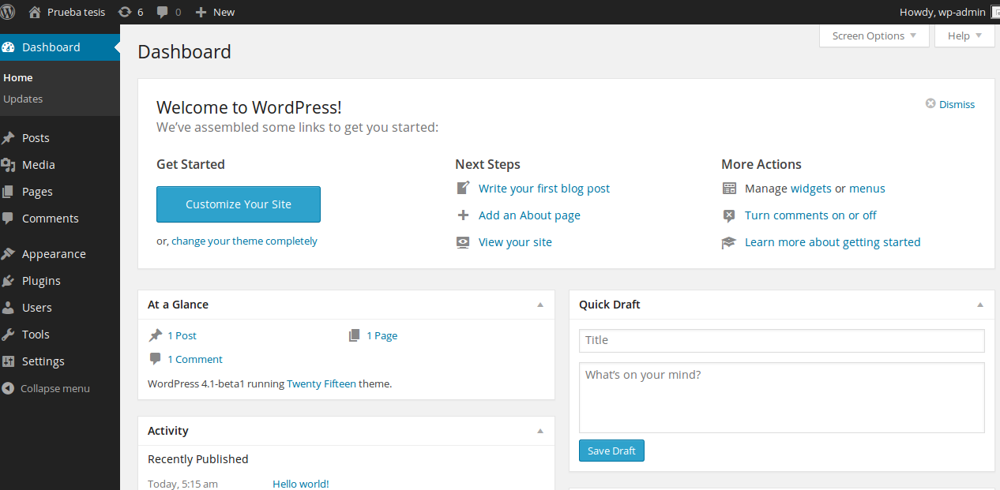 Prueba tesis 6 0 New Howdy, wp-admin
Dashboard
Home
Updates
Posts
Media
Pages
Comments
Appearance
Plugins
Users
Tools
Settings
Collapse menu
Screen Options Help
Dashboard
Welcome to WordPress!
We've assembled some links to get you started:
Dismiss
Get Started
Customize Your Site
or, change your theme completely
Next Steps
Write your first blog post
Add an About page
View your site
More Actions
Manage widgets or menus
Turn comments on or off
Learn more about getting started
At a Glance
1 Post 1 Page
1 Comment
WordPress 4.1-beta1 running Twenty Fifteen theme.
Activity
Recently Published
Today, 5:15 am Hello world!
Quick Draft
Title
What's on your mind?
Save Draft